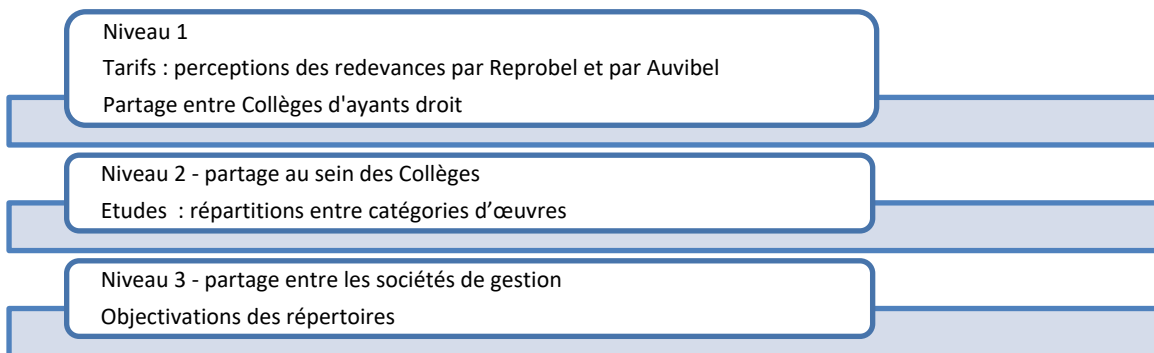 Niveau 1
Tarifs : perceptions des redevances par Reprobel et par Auvibel
Partage entre Collèges d'ayants droit
Niveau 2 - partage au sein des Collèges
Etudes  : répartitions entre catégories d’œuvres
Niveau 3 - partage entre les sociétés de gestion
Objectivations des répertoires